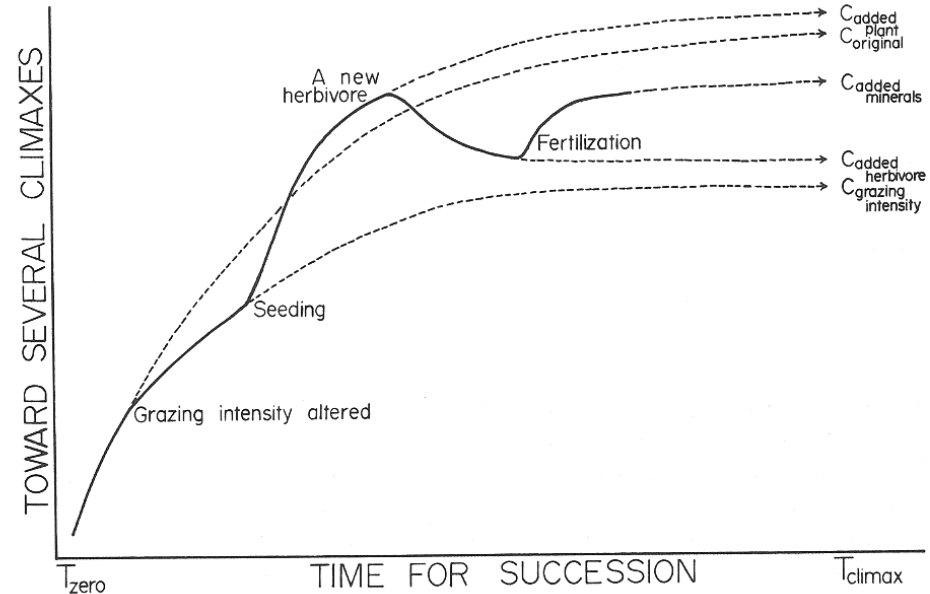 C added plant
C original
A new
herbivore
C added minerals
Fertilization
C added herbivore
C grazing intensity
Seeding
Grazing intensity altered
TOWARD SEVERAL CLIMAXES
T zero
TIME FOR SUCCESSION
T climax